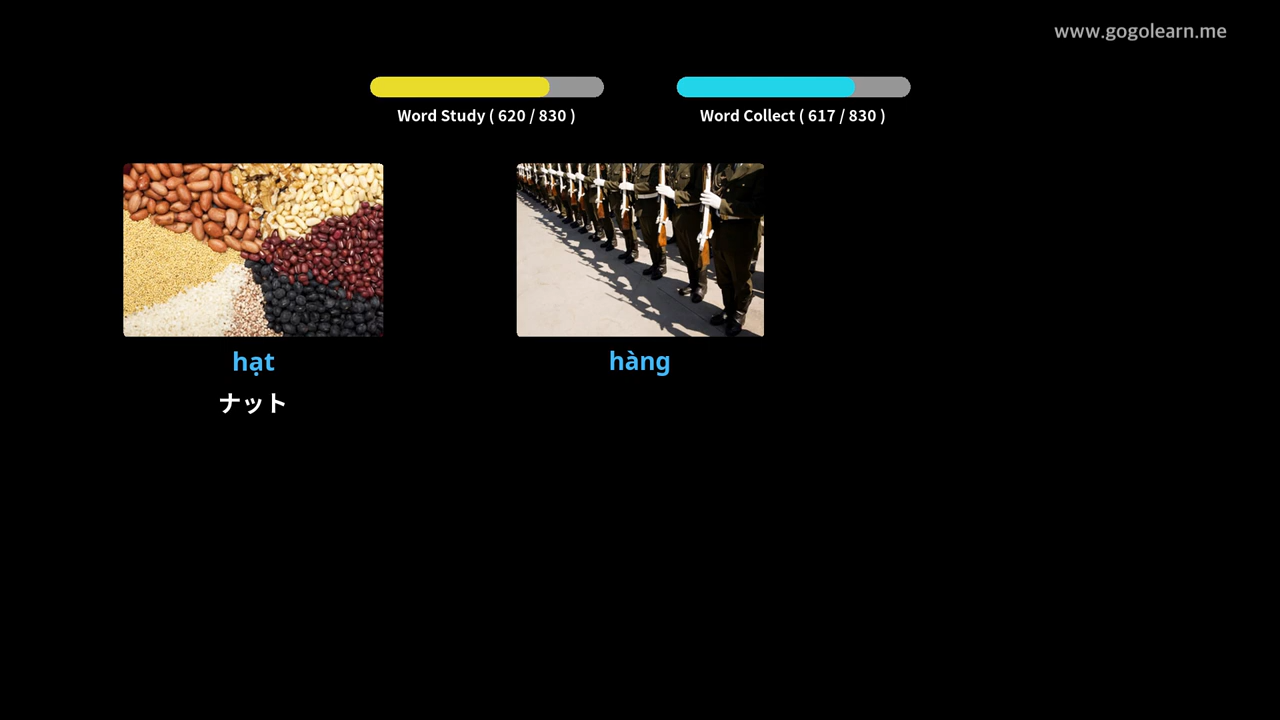 www.gogolearn.me
Word Study ( 620 / 830 )
Word Collect ( 617 / 830 )
hạt
ナット
hàng